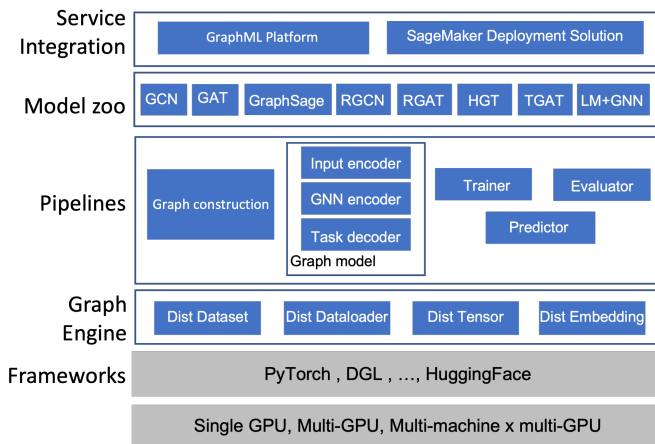 Service
Integration
GraphML Platform
SageMaker Deployment Solution
Model zoo
GCN
GAT
GraphSage
RGCN
RGAT
HGT
TGAT
LM+GNN
Pipelines
Graph construction
Input encoder
GNN encoder
Task decoder
Graph model
Trainer
Evaluator
Predictor
Graph
Engine
Dist Dataset
Dist Dataloader
Dist Tensor
Dist Embedding
Frameworks
PyTorch , DGL , …, HuggingFace
Single GPU, Multi-GPU, Multi-machine x multi-GPU